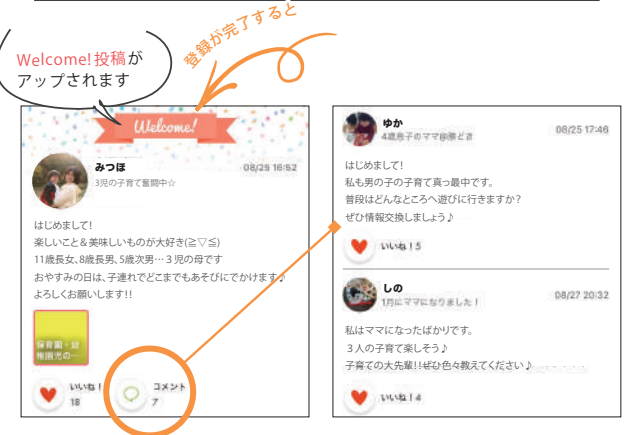 登録が完了すると
Welcome!投稿が
アップされます
Welcome!
みつほ
08/25 16:52
3児の子育て奮闘中☆
はじめまして!
楽しいこと&美味しいものが大好き(≧▽≦)
11歳長女、8歳長男、5歳次男…３児の母です
おやすみの日は、子連れでどこまでもあそびにでかけます♪
よろしくお願いします!!
保育園・幼
稚園児の…
いいね！
18
コメント
7
ゆか
08/25 17:46
4歳息子のママ@勝どき
はじめまして!
私も男の子の子育て真っ最中です。
普段はどんなところへ遊びに行きますか？
ぜひ情報交換しましょう♪
いいね！5
しの
08/27 20:32
1月にママになりました！
私はママになったばかりです。
３人の子育て楽しそう♪
子育ての大先輩!!ぜひ色々教えてください♪
いいね！4